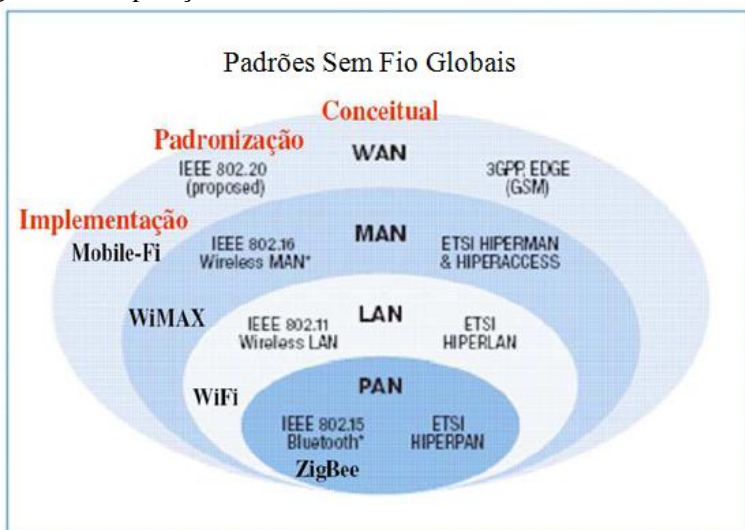 Padrões Sem Fio Globais
Conceitual
Padronização
WAN
IEEE 802.20
(proposed)
3GPP, EDGE
(GSM)
Implementação
Mobile-Fi
MAN
IEEE 802.16
Wireless MAN*
ETSI HIPERMAN
& HIPERACCESS
WiMAX
LAN
IEEE 802.11
Wireless LAN
ETSI
HIPERLAN
WiFi
PAN
IEEE 802.15
Bluetooth*
ETSI
HIPERPAN
ZigBee